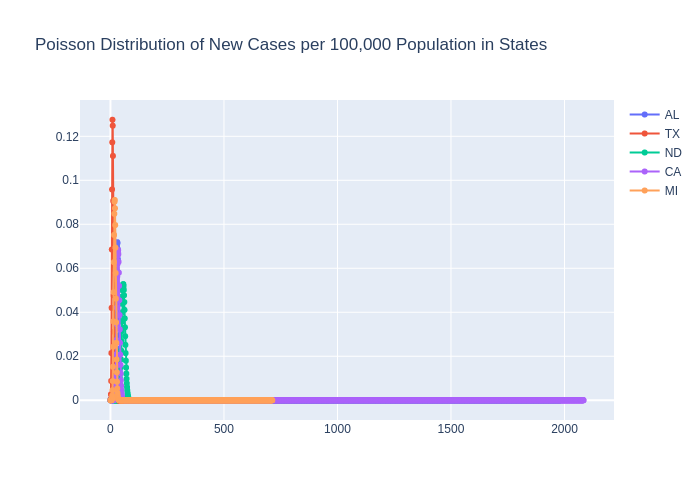 Poisson Distribution of New Cases per 100,000 Population in States
0.12
0.1
0.08
0.06
0.04
0.02
0
0
500
1000
1500
2000
AL
TX
ND
CA
MI